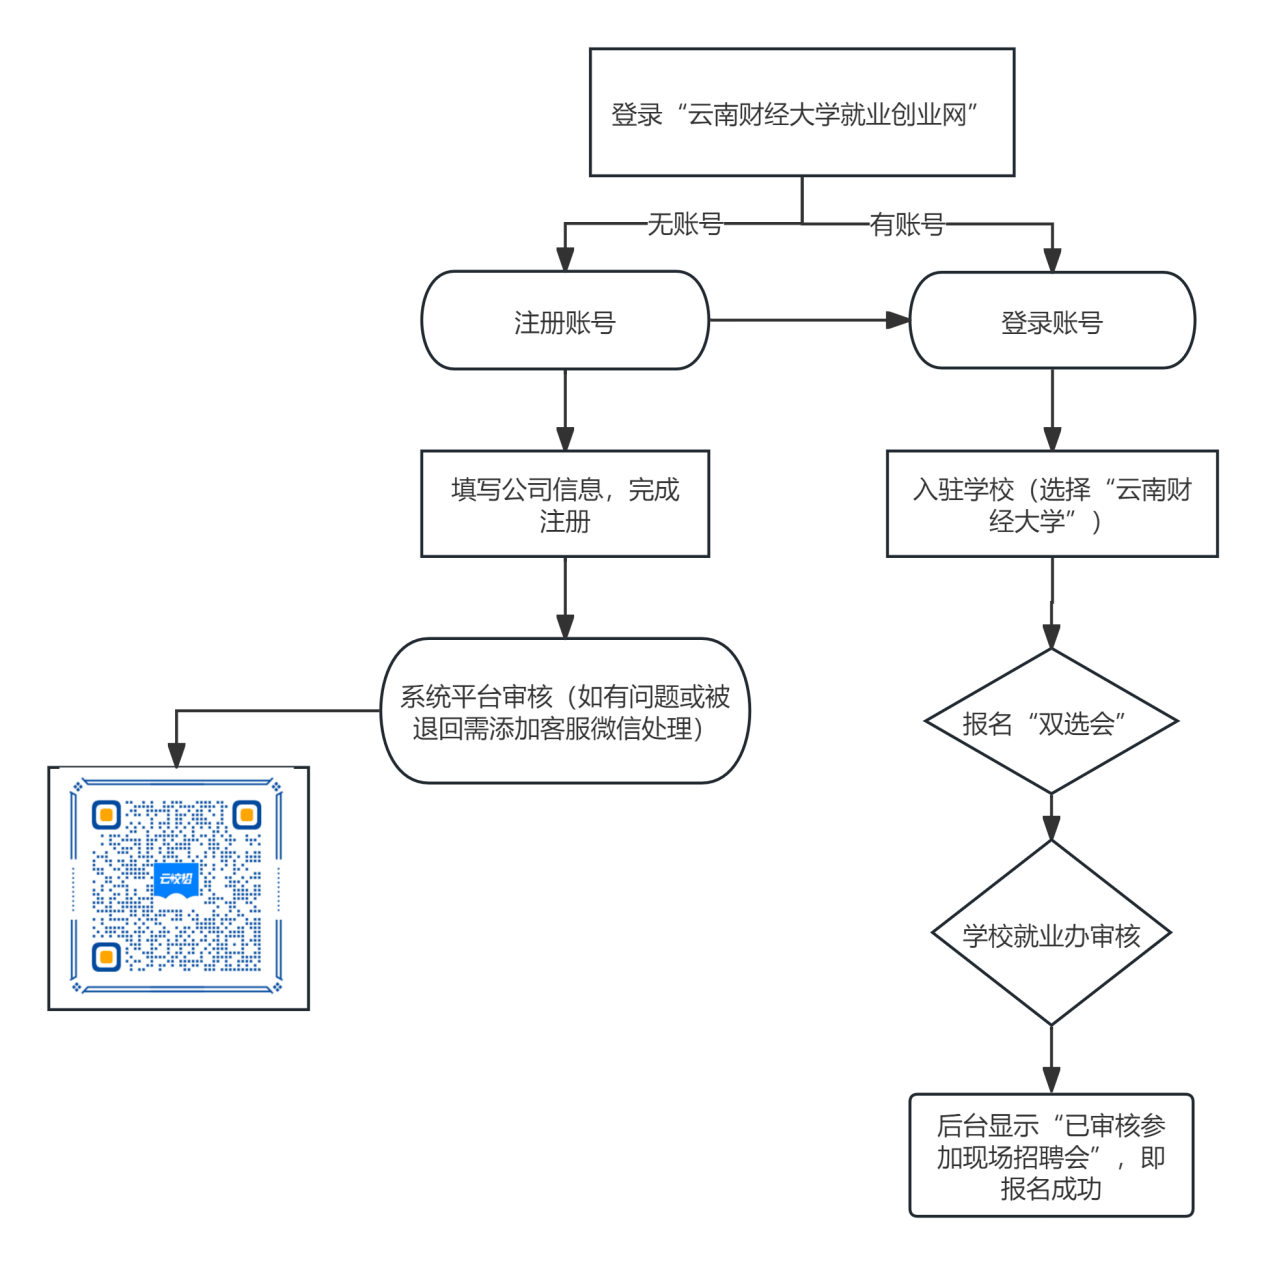 登录“云南财经大学就业创业网”
无账号
有账号
注册账号
登录账号
填写公司信息，完成
注册
入驻学校（选择“云南财
经大学”）
系统平台审核（如有问题或被
退回需添加客服微信处理）
报名“双选会”
云校招
学校就业办审核
后台显示“已审核参
加现场招聘会”，即
报名成功